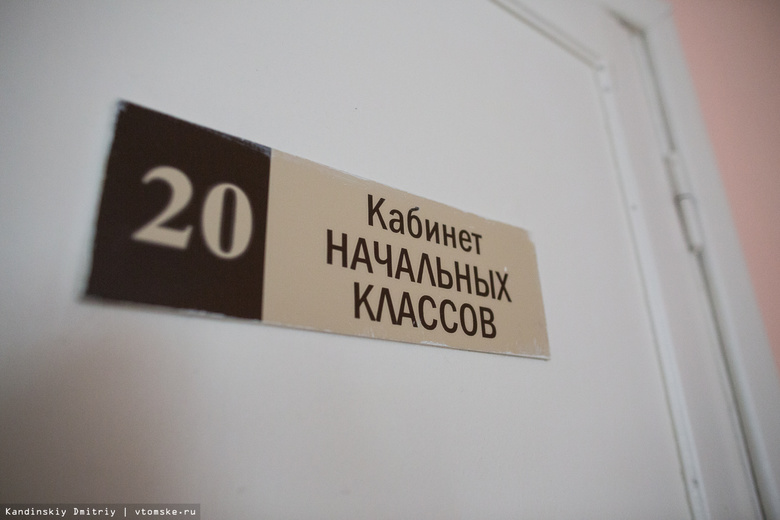 20
Кабинет
НАЧАЛЬНЫХ
КЛАССОВ
Kandinskiy Dmitriy | vtomske.ru